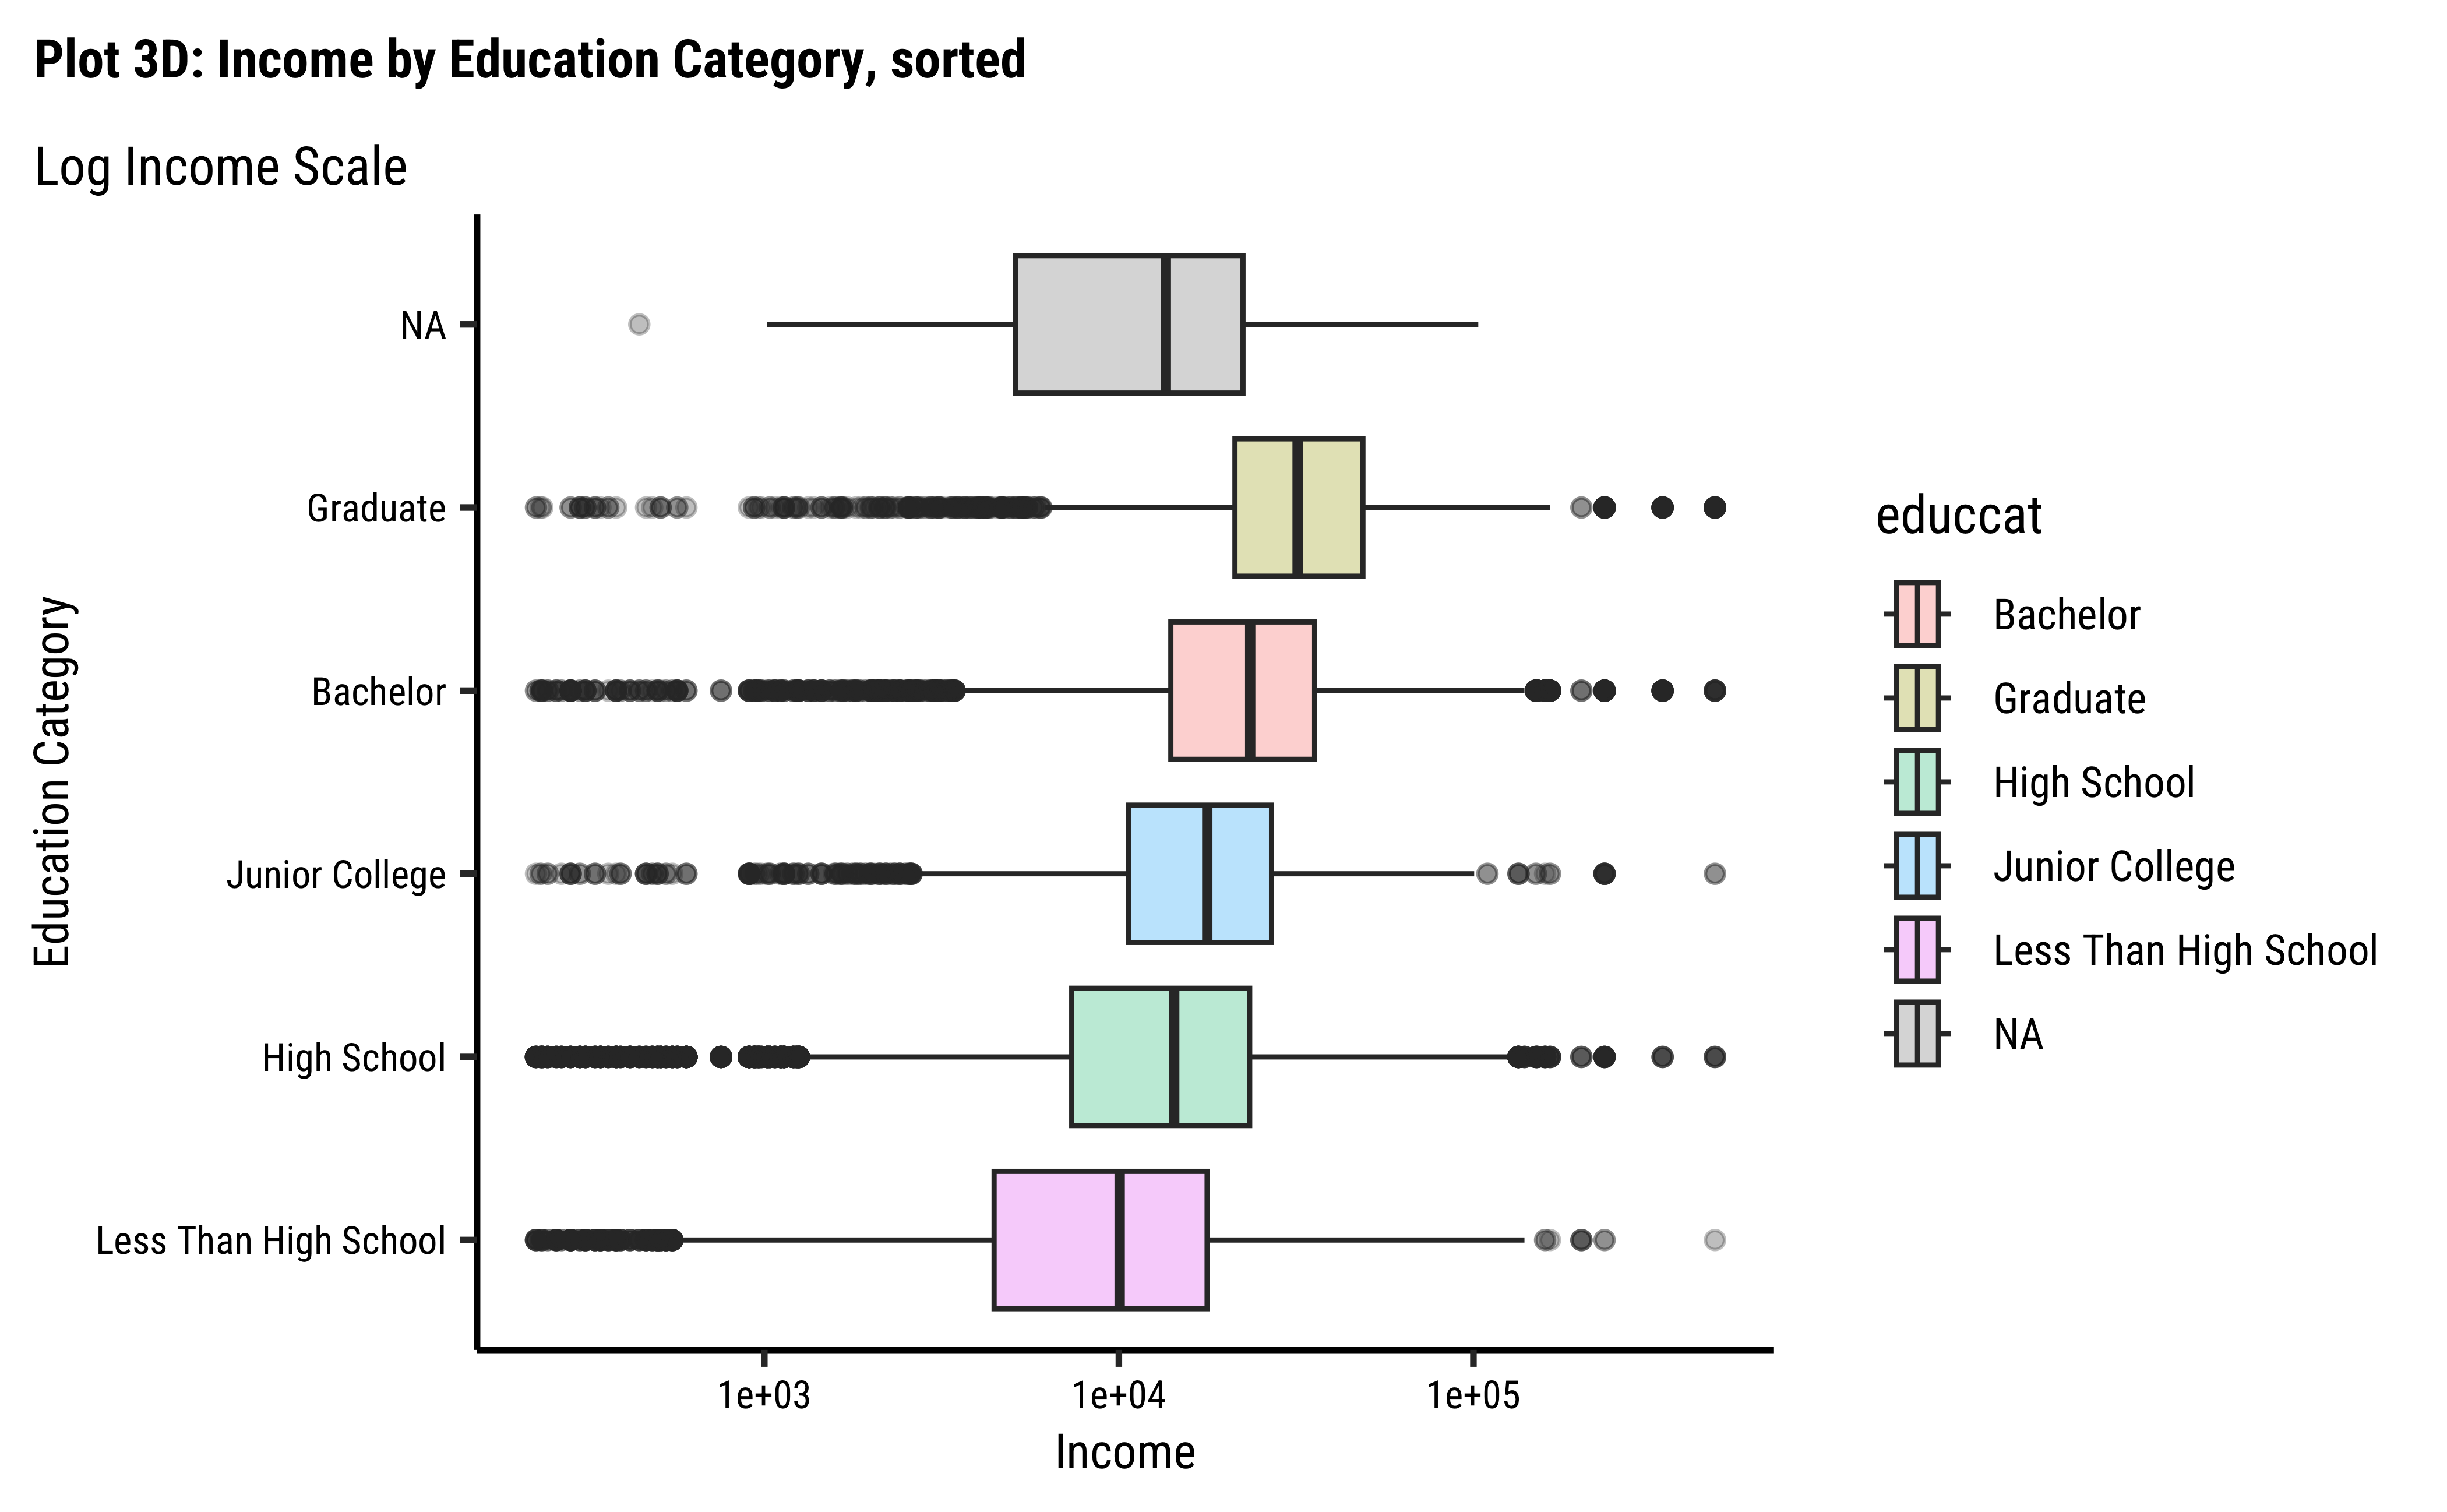 Plot 3D: Income by Education Category, sorted
Log Income Scale
Education Category
NA
Graduate
Bachelor
Junior College
High School
Less Than High School
1e+03
1e+04
1e+05
Income
educcat
Bachelor
Graduate
High School
Junior College
Less Than High School
NA